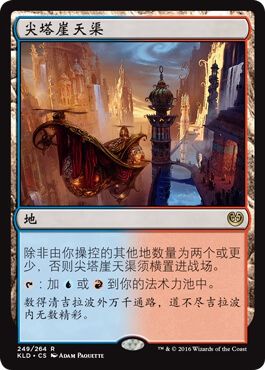 尖塔崖天渠
地
除非由你操控的其他地数量为两个或更
少，否则尖塔崖天渠须横置进战场。
：加或到你的法术力池中。
数得清吉拉波外万千通路，道不尽吉拉波
内无数精彩。
249/264 R
KLD • CS ADAM PAQUETTE
™ & © 2016 Wizards of the Coast